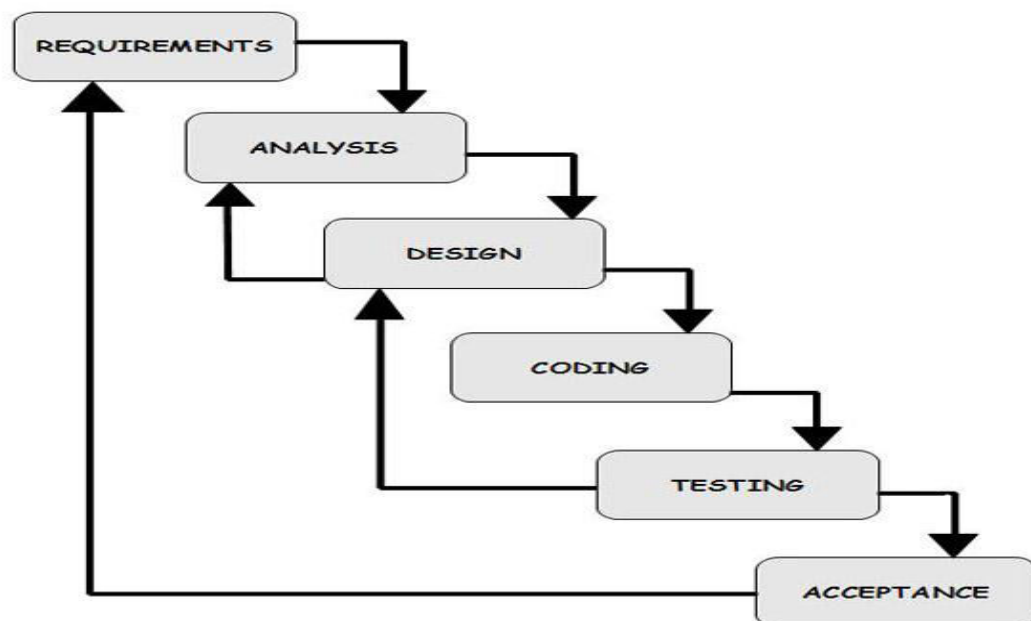 REQUIREMENTS
ANALYSIS
DESIGN
CODING
TESTING
ACCEPTANCE